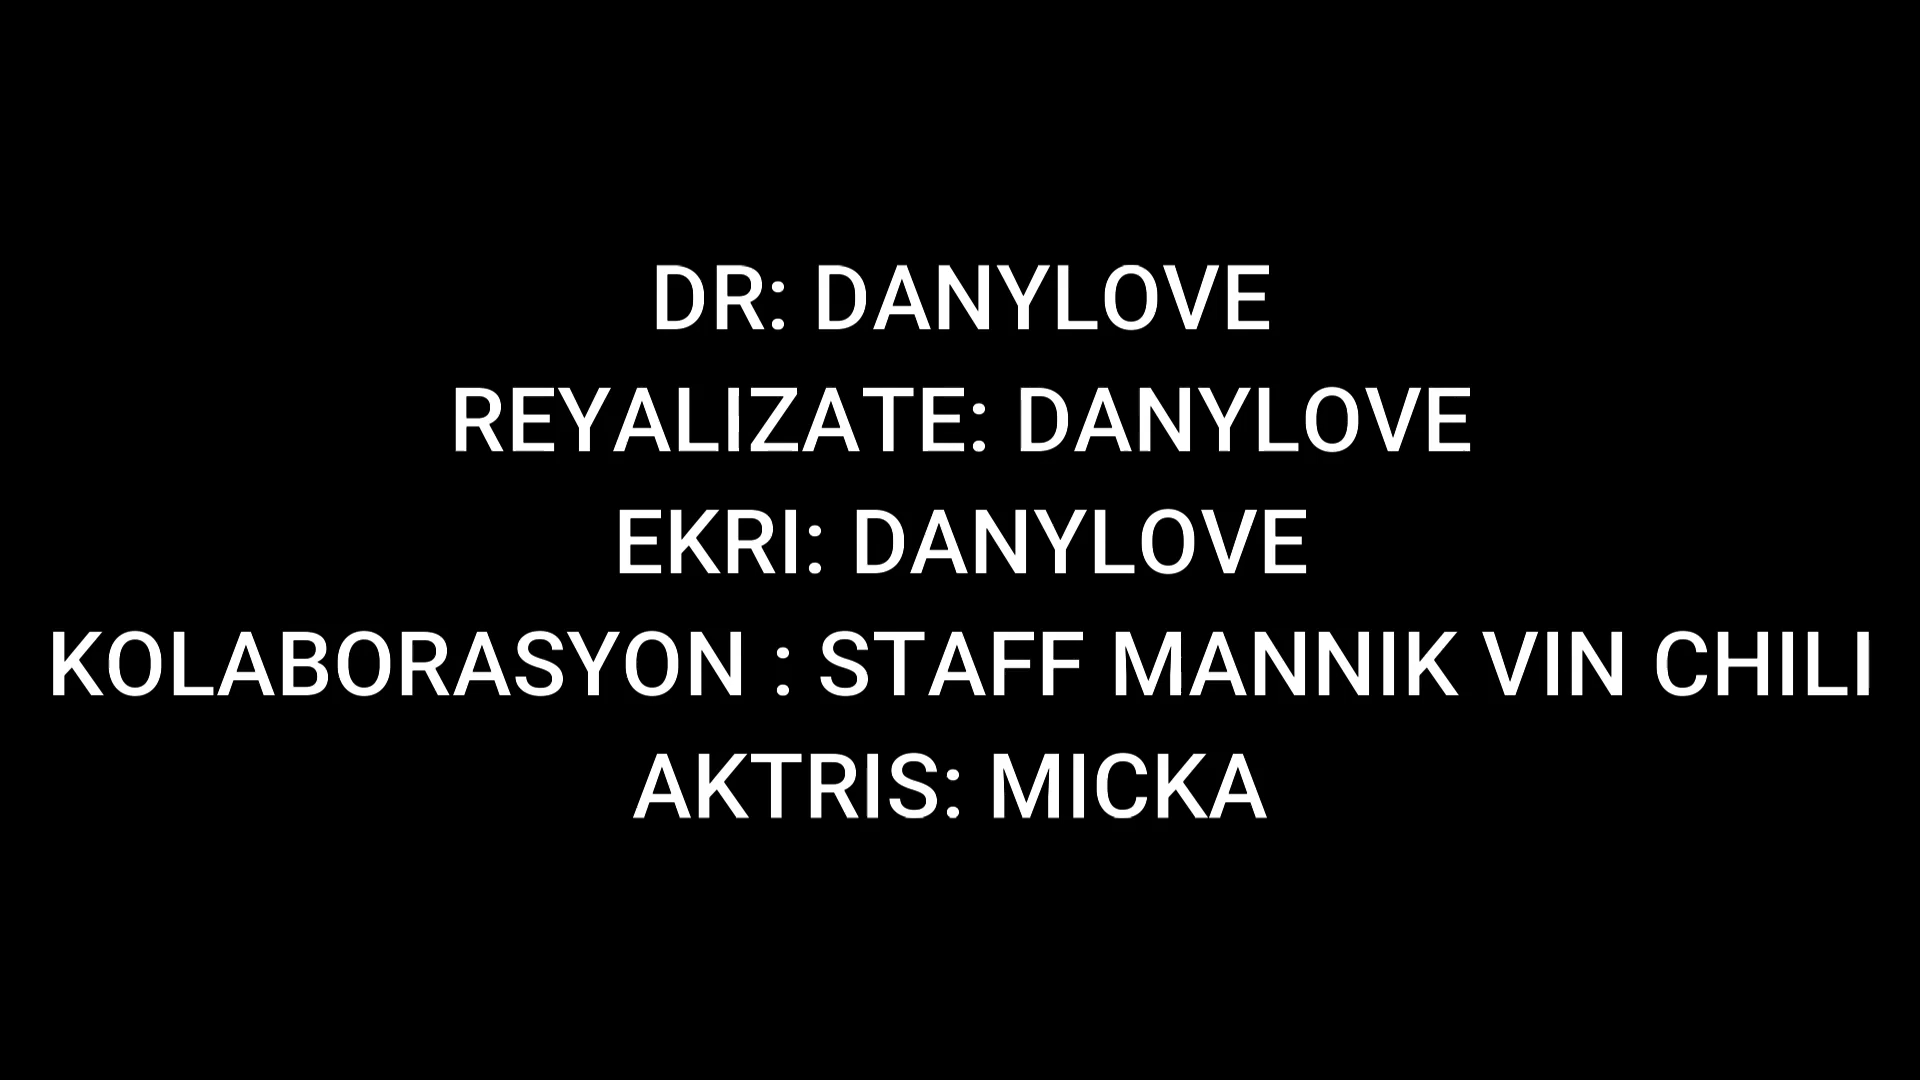 DR: DANYLOVE
REYALIZATE: DANYLOVE
EKRI: DANYLOVE
KOLABORASYON : STAFF MANNIK VIN CHILI
AKTRIS: MICKA